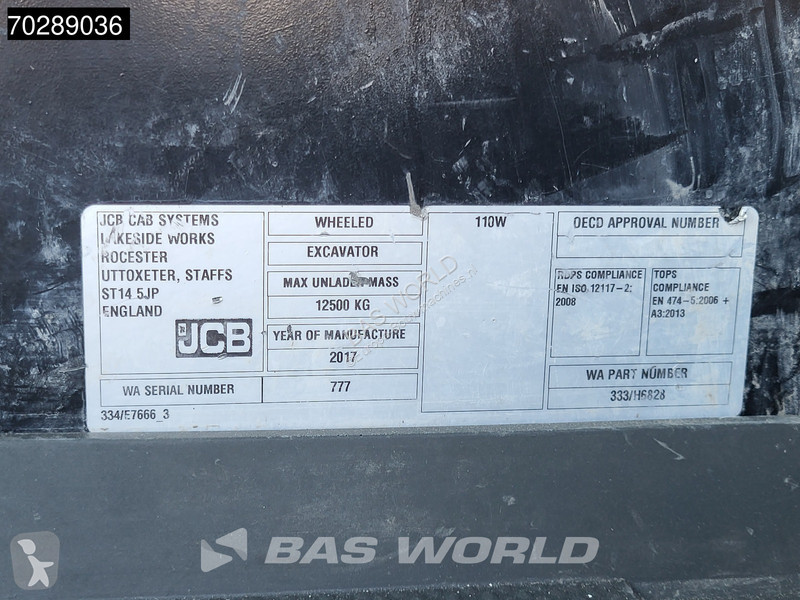 70289036
JCB CAB SYSTEMS
LAKESIDE WORKS
ROCESTER
UTTOXETER, STAFFS
ST14 5JP
ENGLAND
JCB
WA SERIAL NUMBER
334/E7666_3
WHEELED
EXCAVATOR
MAX UNLADEN MASS
12500 KG
YEAR OF MANUFACTURE
2017
777
110W
OECD APPROVAL NUMBER
ROPS COMPLIANCE
EN ISO 12117-2:
2008
TOPS
COMPLIANCE
EN 474-5:2006 +
A3:2013
WA PART NUMBER
333/H6828
BAS WORLD
BAS WORLD